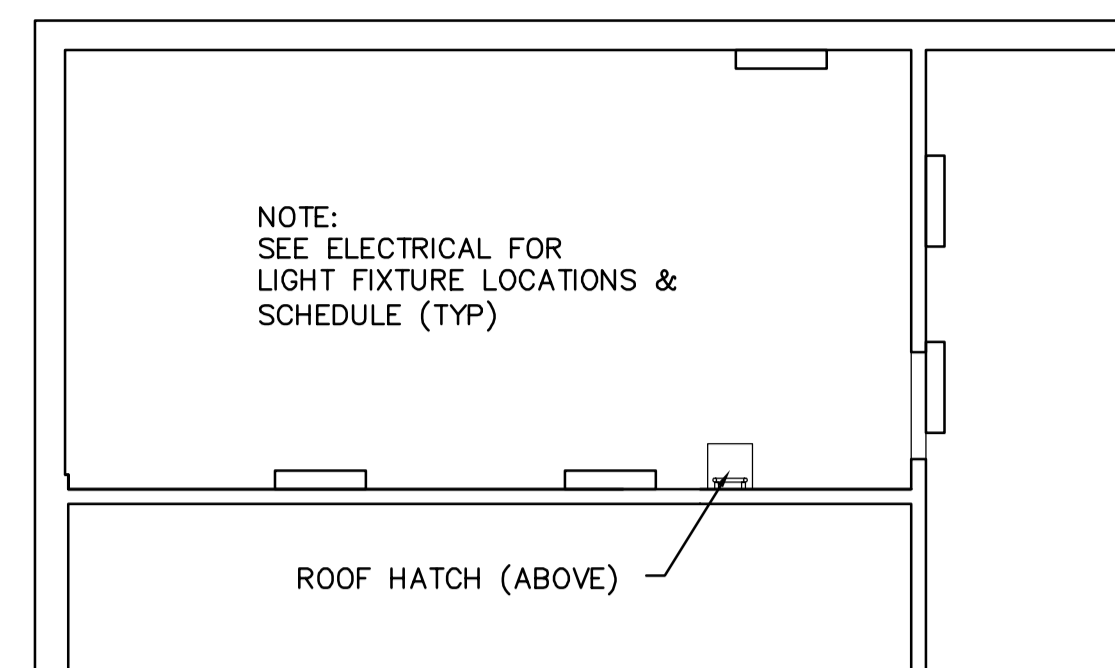 NOTE:
SEE ELECTRICAL FOR
LIGHT FIXTURE LOCATIONS &
SCHEDULE (TYP)
ROOF HATCH (ABOVE)